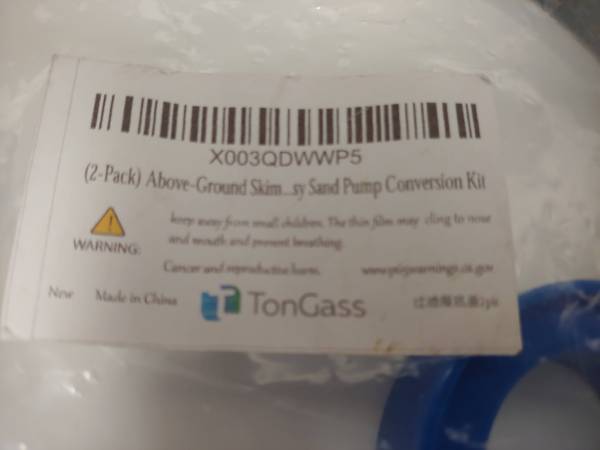 X003QDWWP5
(2-Pack) Above-Ground Skim...sy Sand Pump Conversion Kit
keep away from small children. The thin film may cling to nose
and mouth and prevent breathing.
WARNING:
Cancer and reproductive harm. www.p65warnings.ca.gov
New Made in China TonGass